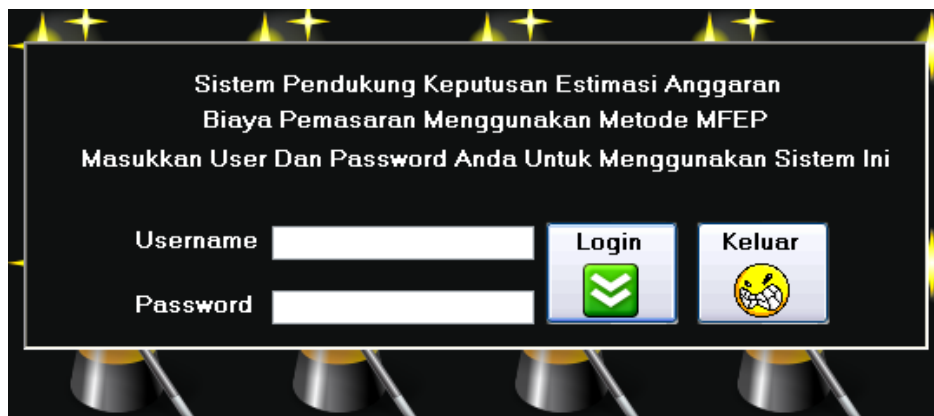 Sistem Pendukung Keputusan Estimasi Anggaran
Biaya Pemasaran Menggunakan Metode MFEP
Masukkan User Dan Password Anda Untuk Menggunakan Sistem Ini
Username
Login
Keluar
Password